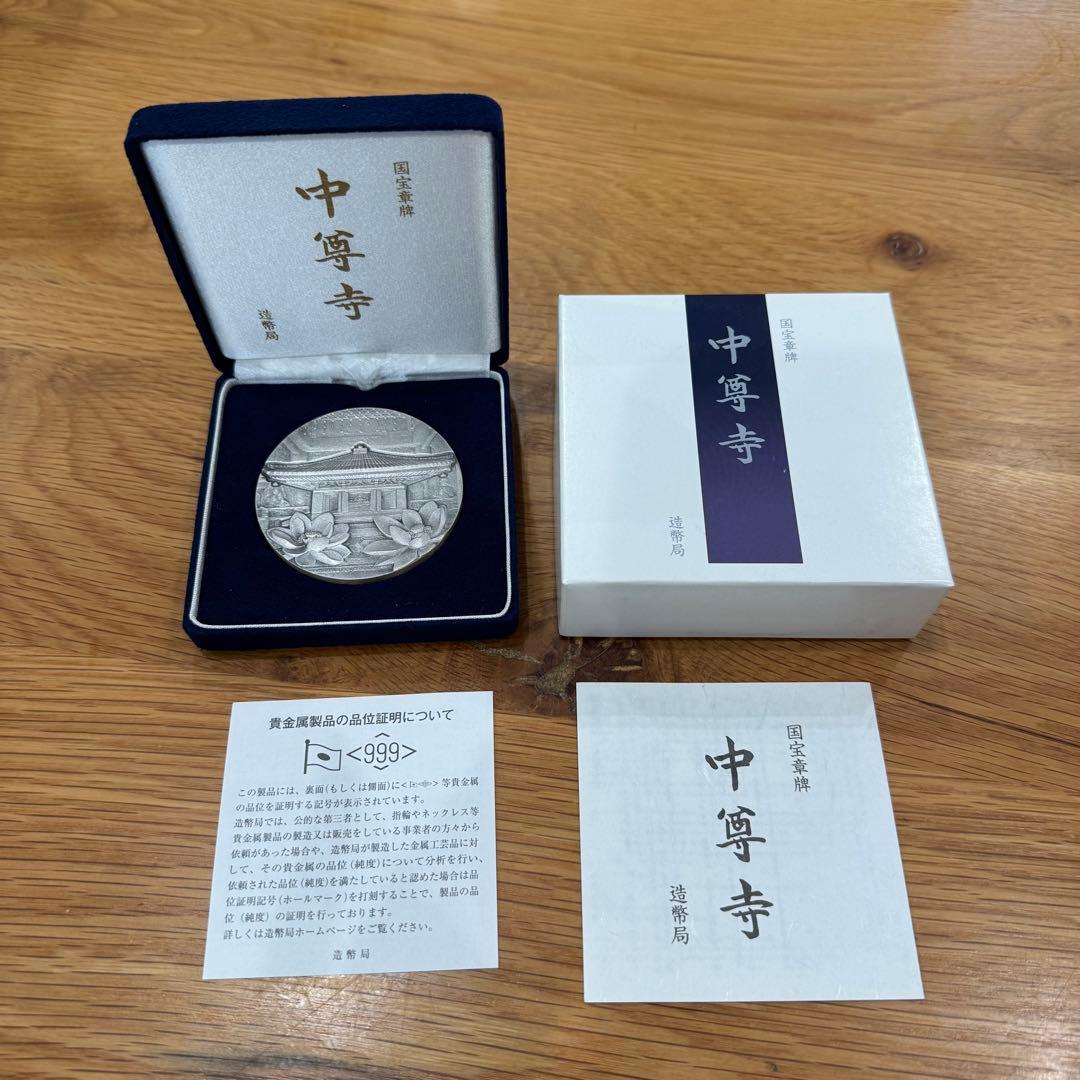 国宝章牌
中尊寺
造幣局
国宝章牌
中尊寺
造幣局
貴金属製品の品位証明について
<999>
この製品には、裏面(もしくは側面)に< >等貴金属
の品位を証明する記号が表示されています。
造幣局では、公的な第三者として、指輪やネックレス等
貴金属製品の製造又は販売をしている事業者の方々から
依頼があった場合や、造幣局が製造した金属工芸品に対
して、その貴金属の品位(純度)について分析を行い、
依頼された品位(純度)を満たしていると認めた場合は品
位証明記号(ホールマーク)を打刻することで、製品の品
位(純度)の証明を行っております。
詳しくは造幣局ホームページをご覧ください。
造幣局
国宝章牌
中尊寺
造幣局